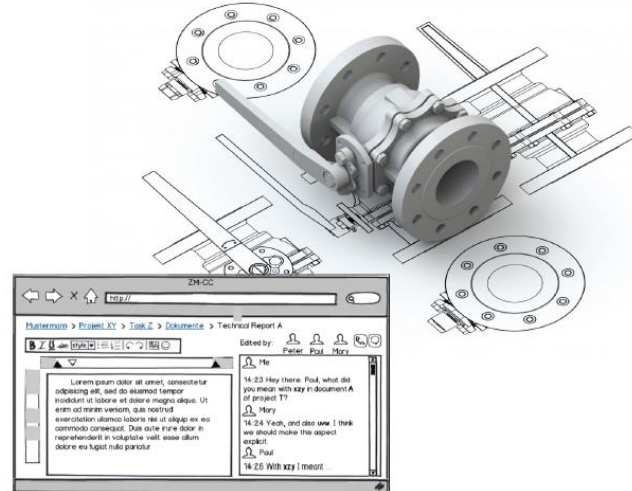 ZM-CC
http://
Mustermann > Projekt XY > Task Z > Dokumente > Technical Report A
B I U abc style
Edited by:
Peter Paul Mary
Lorem ipsum dolor sit amet, consectetur
adipisicing elit, sed do eiusmod tempor
incididunt ut labore et dolore magna aliqua. Ut
enim ad minim veniam, quis nostrud
exercitation ullamco laboris nisi ut aliquip ex ea
commodo consequat. Duis aute irure dolor in
reprehenderit in voluptate velit esse cillum
dolore eu fugiat nulla pariatur
Me
14:23 Hey there. Paul, what did
you mean with xzy in document A
of project T?
Mary
14:24 Yeah, and also uvw. I think
we should make this aspect
explicit.
Paul
14:26 With xzy I meant ...